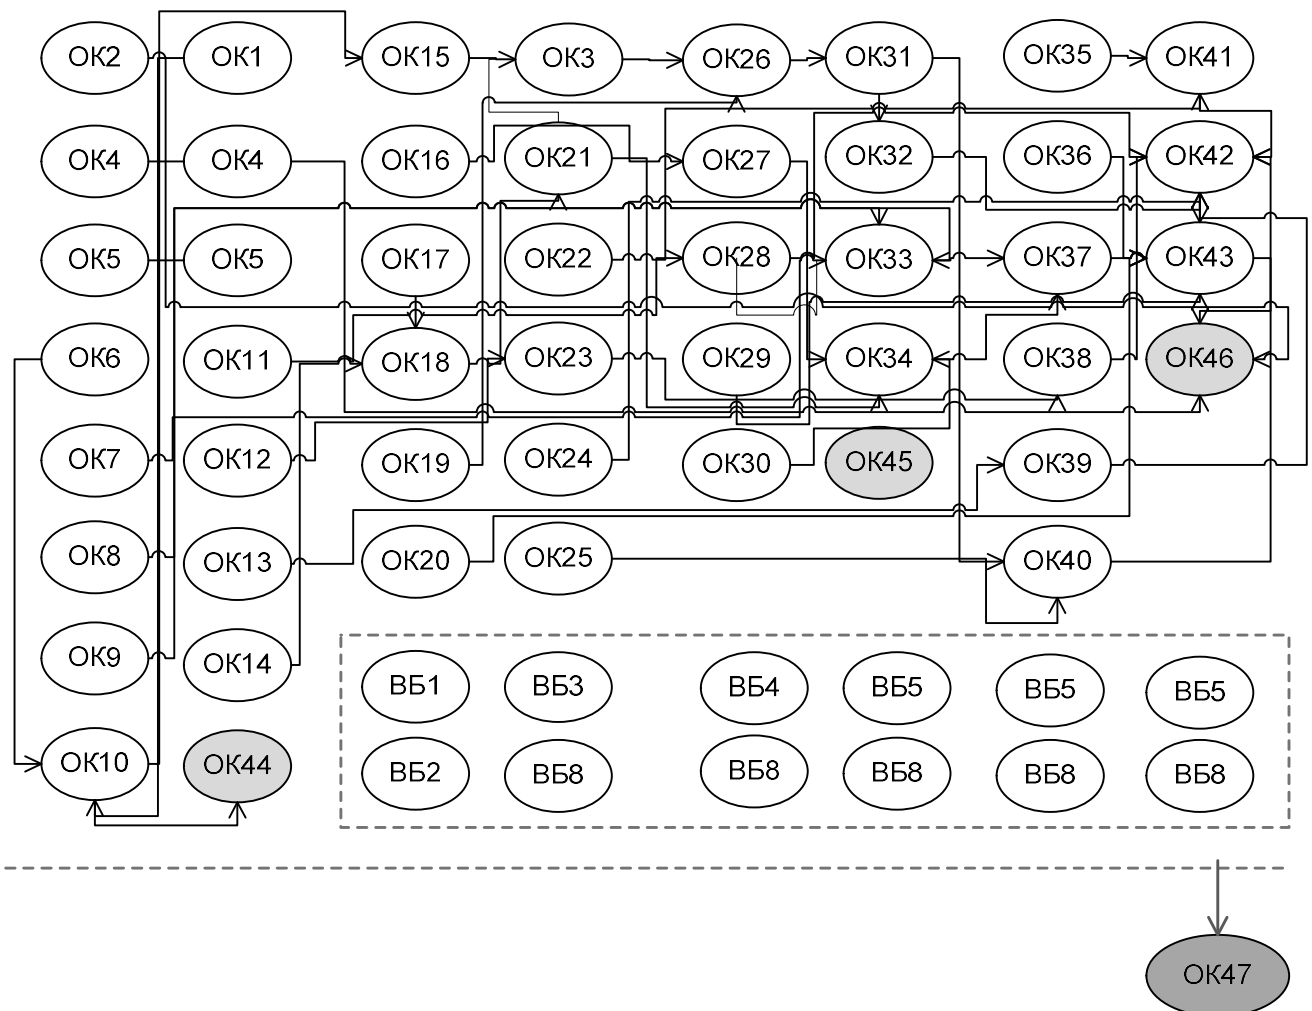 ОК2 ОК1 ОК15 ОК3 ОК26 ОК31 ОК35 ОК41
ОК4 ОК4 ОК16 ОК21 ОК27 ОК32 ОК36 ОК42
ОК5 ОК5 ОК17 ОК22 ОК28 ОК33 ОК37 ОК43
ОК6 ОК11 ОК18 ОК23 ОК29 ОК34 ОК38 ОК46
ОК7 ОК12 ОК19 ОК24 ОК30 ОК45 ОК39
ОК8 ОК13 ОК20 ОК25 ОК40
ОК9 ОК14
ВБ1 ВБ3 ВБ4 ВБ5 ВБ5 ВБ5
ОК10 ОК44 ВБ2 ВБ8 ВБ8 ВБ8 ВБ8 ВБ8
ОК47